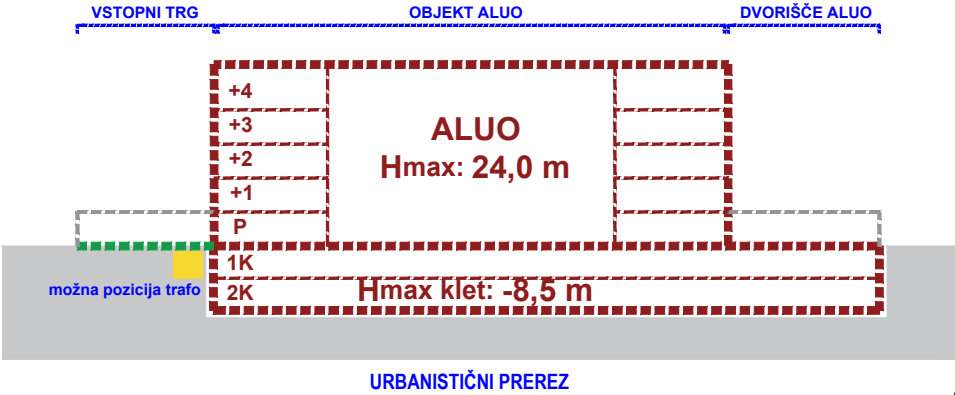 VSTOPNI TRG
OBJEKT ALUO
DVORIŠČE ALUO
+4
+3
+2
+1
P
ALUO
Hmax: 24,0 m
1K
2K
Hmax klet: -8,5 m
možna pozicija trafo
URBANISTIČNI PREREZ